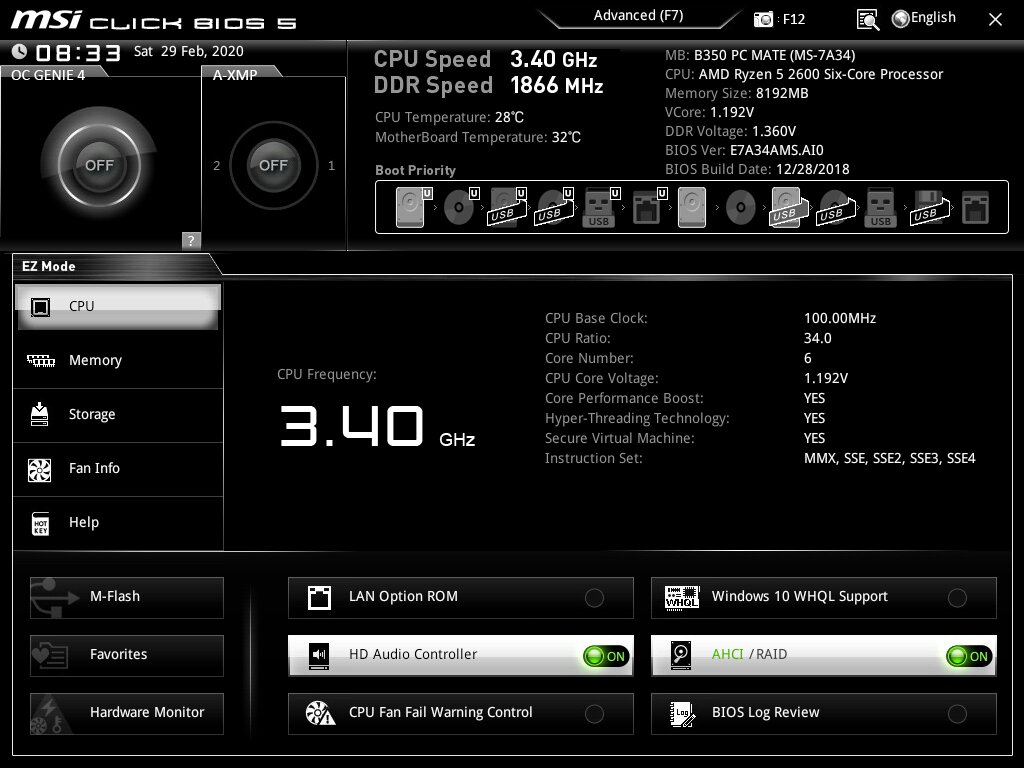 msi CLICK BIOS 5
Advanced (F7)
: F12
English
08:33 Sat 29 Feb, 2020
OC GENIE 4
OFF
?
A-XMP
2 OFF 1
CPU Speed 3.40 GHz
DDR Speed 1866 MHz
CPU Temperature: 28°C
MotherBoard Temperature: 32°C
MB: B350 PC MATE (MS-7A34)
CPU: AMD Ryzen 5 2600 Six-Core Processor
Memory Size: 8192MB
VCore: 1.192V
DDR Voltage: 1.360V
BIOS Ver: E7A34AMS.AI0
BIOS Build Date: 12/28/2018
Boot Priority
U U U U U U
USB USB USB USB USB USB USB
EZ Mode
CPU
Memory
Storage
Fan Info
HOT KEY Help
CPU Frequency:
3.40 GHz
CPU Base Clock: 100.00MHz
CPU Ratio: 34.0
Core Number: 6
CPU Core Voltage: 1.192V
Core Performance Boost: YES
Hyper-Threading Technology: YES
Secure Virtual Machine: YES
Instruction Set: MMX, SSE, SSE2, SSE3, SSE4
M-Flash
Favorites
Hardware Monitor
LAN Option ROM
HD Audio Controller ON
CPU Fan Fail Warning Control
WHQL Windows 10 WHQL Support
AHCI /RAID ON
Log BIOS Log Review